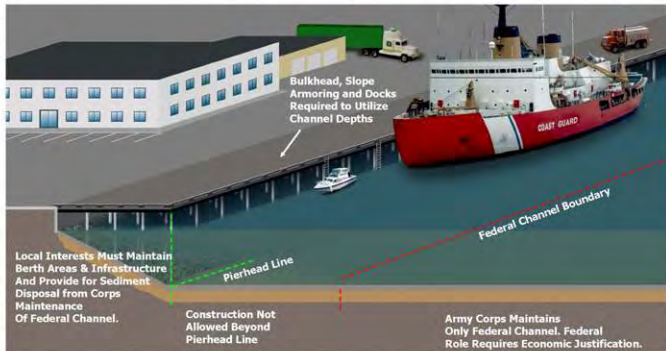 Bulkhead, Slope
Armoring and Docks
Required to Utilize
Channel Depths
COAST GUARD
Federal Channel Boundary
Pierhead Line
Local Interests Must Maintain
Berth Areas & Infrastructure
And Provide for Sediment
Disposal from Corps
Maintenance
Of Federal Channel.
Construction Not
Allowed Beyond
Pierhead Line
Army Corps Maintains
Only Federal Channel. Federal
Role Requires Economic Justification.